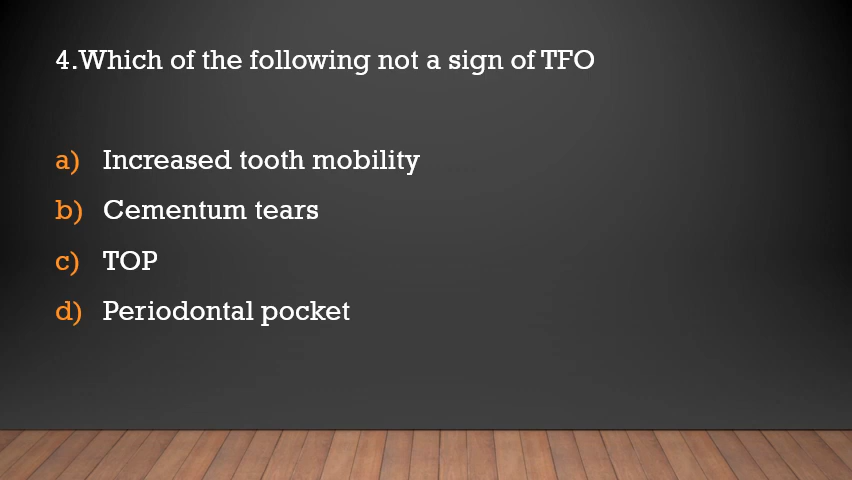 4.Which of the following not a sign of TFO
a) Increased tooth mobility
b) Cementum tears
c) TOP
d) Periodontal pocket